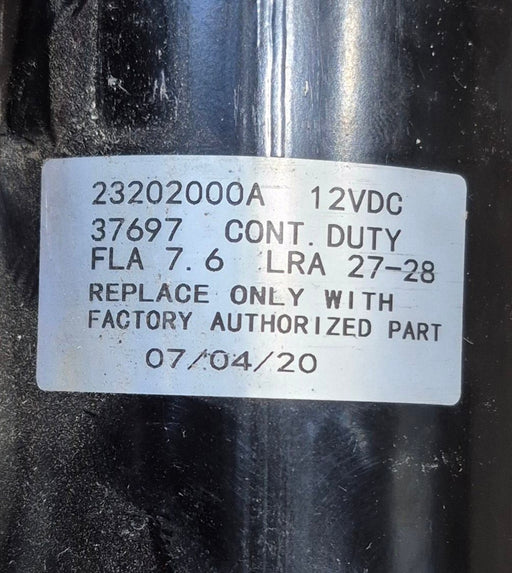 23202000A 12VDC
37697 CONT. DUTY
FLA 7.6 LRA 27-28
REPLACE ONLY WITH
FACTORY AUTHORIZED PART
07/04/20